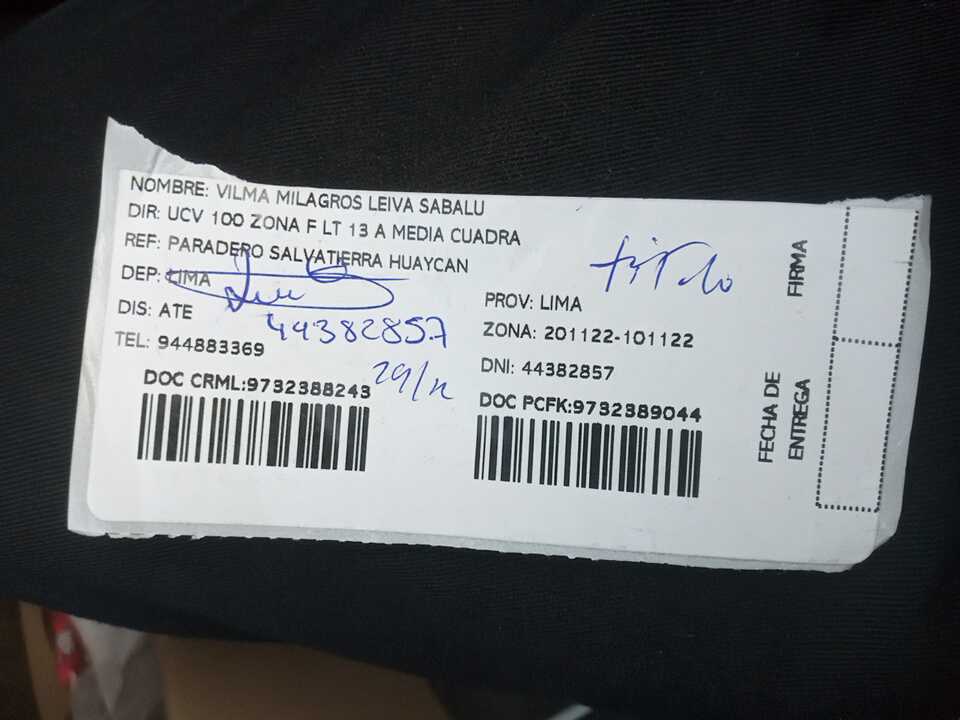 NOMBRE: VILMA MILAGROS LEIVA SABALU
DIR: UCV 100 ZONA F LT 13 A MEDIA CUADRA
REF: PARADERO SALVATIERRA HUAYCAN
DEP: LIMA
PROV: LIMA
DIS: ATE
44382857
ZONA: 201122-101122
TEL: 944883369
29/11
DNI: 44382857
DOC CRML:9732388243
DOC PCFK:9732389044
FIRMA
FECHA DE
ENTREGA